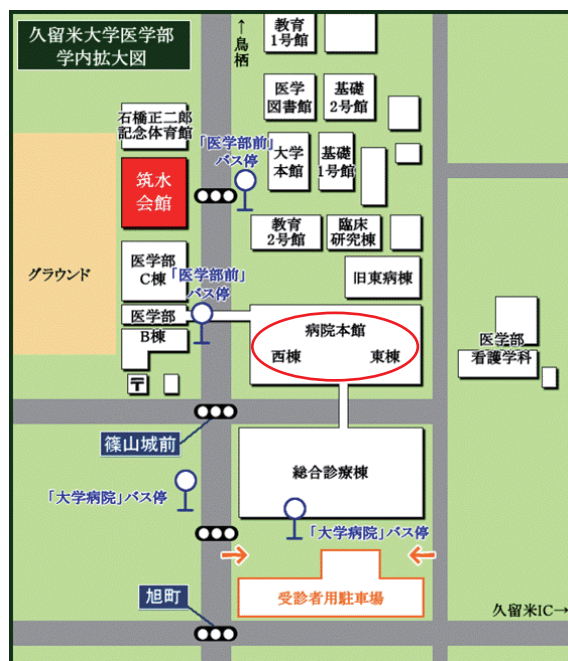 久留米大学医学部
学内拡大図
↑鳥栖
教育
1号館
石橋正二郎
記念体育館
医学
図書館
基礎
2号館
「医学部前」
バス停
大学
本館
基礎
1号館
筑水
会館
教育
2号館
臨床
研究棟
グラウンド
医学部
C棟
「医学部前」
バス停
旧東病棟
医学部
B棟
病院本館
西棟
東棟
医学部
看護学科
〒
篠山城前
総合診療棟
「大学病院」バス停
「大学病院」バス停
→
←
受診者用駐車場
旭町
久留米IC→